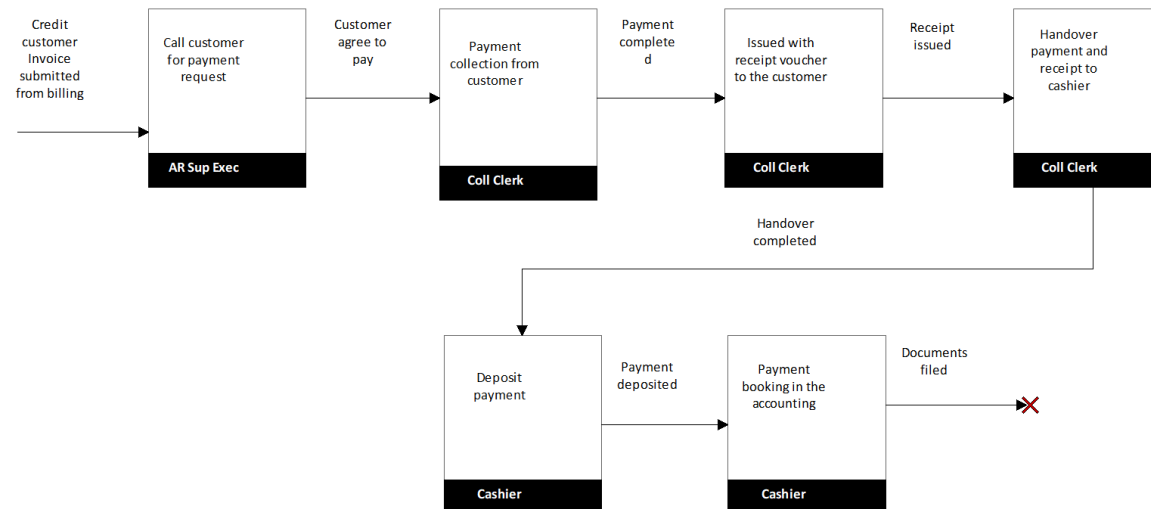 Credit
customer
Invoice
submitted
from billing
Call customer
for payment
request
AR Sup Exec
Customer
agree to
pay
Payment
collection from
customer
Coll Clerk
Payment
complete
d
Issued with
receipt voucher
to the customer
Coll Clerk
Receipt
issued
Handover
payment and
receipt to
cashier
Coll Clerk
Handover
completed
Deposit
payment
Cashier
Payment
deposited
Payment
booking in the
accounting
Cashier
Documents
filed